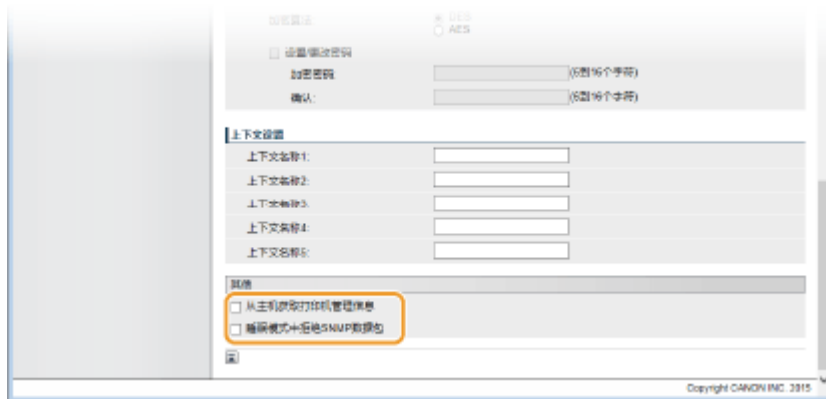 加密算法:
DES
AES
设置/更改密码
加密密码:
(6到16个字符)
确认:
(6到16个字符)
上下文设置
上下文名称1:
上下文名称2:
上下文名称3:
上下文名称4:
上下文名称5:
其他
从主机获取打印机管理信息
睡眠模式中拒绝SNMP数据包
Copyright CANON INC. 2015